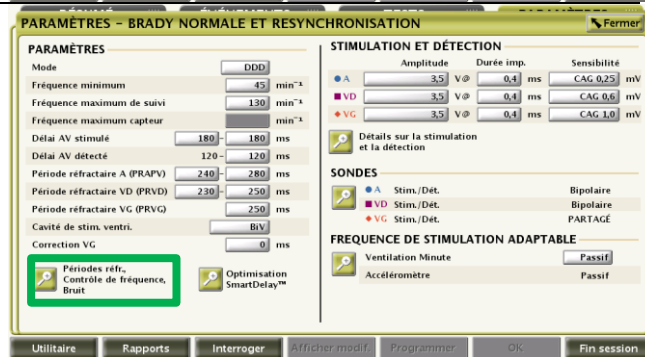 PARAMÈTRES - BRADY NORMALE ET RESYNCHRONISATION
Fermer
PARAMÈTRES
Mode DDD
Fréquence minimum 45 min⁻¹
Fréquence maximum de suivi 130 min⁻¹
Fréquence maximum capteur min⁻¹
Délai AV stimulé 180 - 180 ms
Délai AV détecté 120 - 120 ms
Période réfractaire A (PRAPV) 240 - 280 ms
Période réfractaire VD (PRVD) 230 - 250 ms
Période réfractaire VG (PRVG) 250 ms
Cavité de stim. ventri. BiV
Correction VG 0 ms
Périodes réfr.,
Contrôle de fréquence,
Bruit
Optimisation
SmartDelay™
STIMULATION ET DÉTECTION
Amplitude Durée imp. Sensibilité
A 3,5 V@ 0,4 ms CAG 0,25 mV
VD 3,5 V@ 0,4 ms CAG 0,6 mV
VG 3,5 V@ 0,4 ms CAG 1,0 mV
Détails sur la stimulation
et la détection
SONDES
A Stim./Dét. Bipolaire
VD Stim./Dét. Bipolaire
VG Stim./Dét. PARTAGÉ
FREQUENCE DE STIMULATION ADAPTABLE
Ventilation Minute Passif
Accéléromètre Passif
Utilitaire Rapports Interroger Afficher modif. Programmer OK Fin session